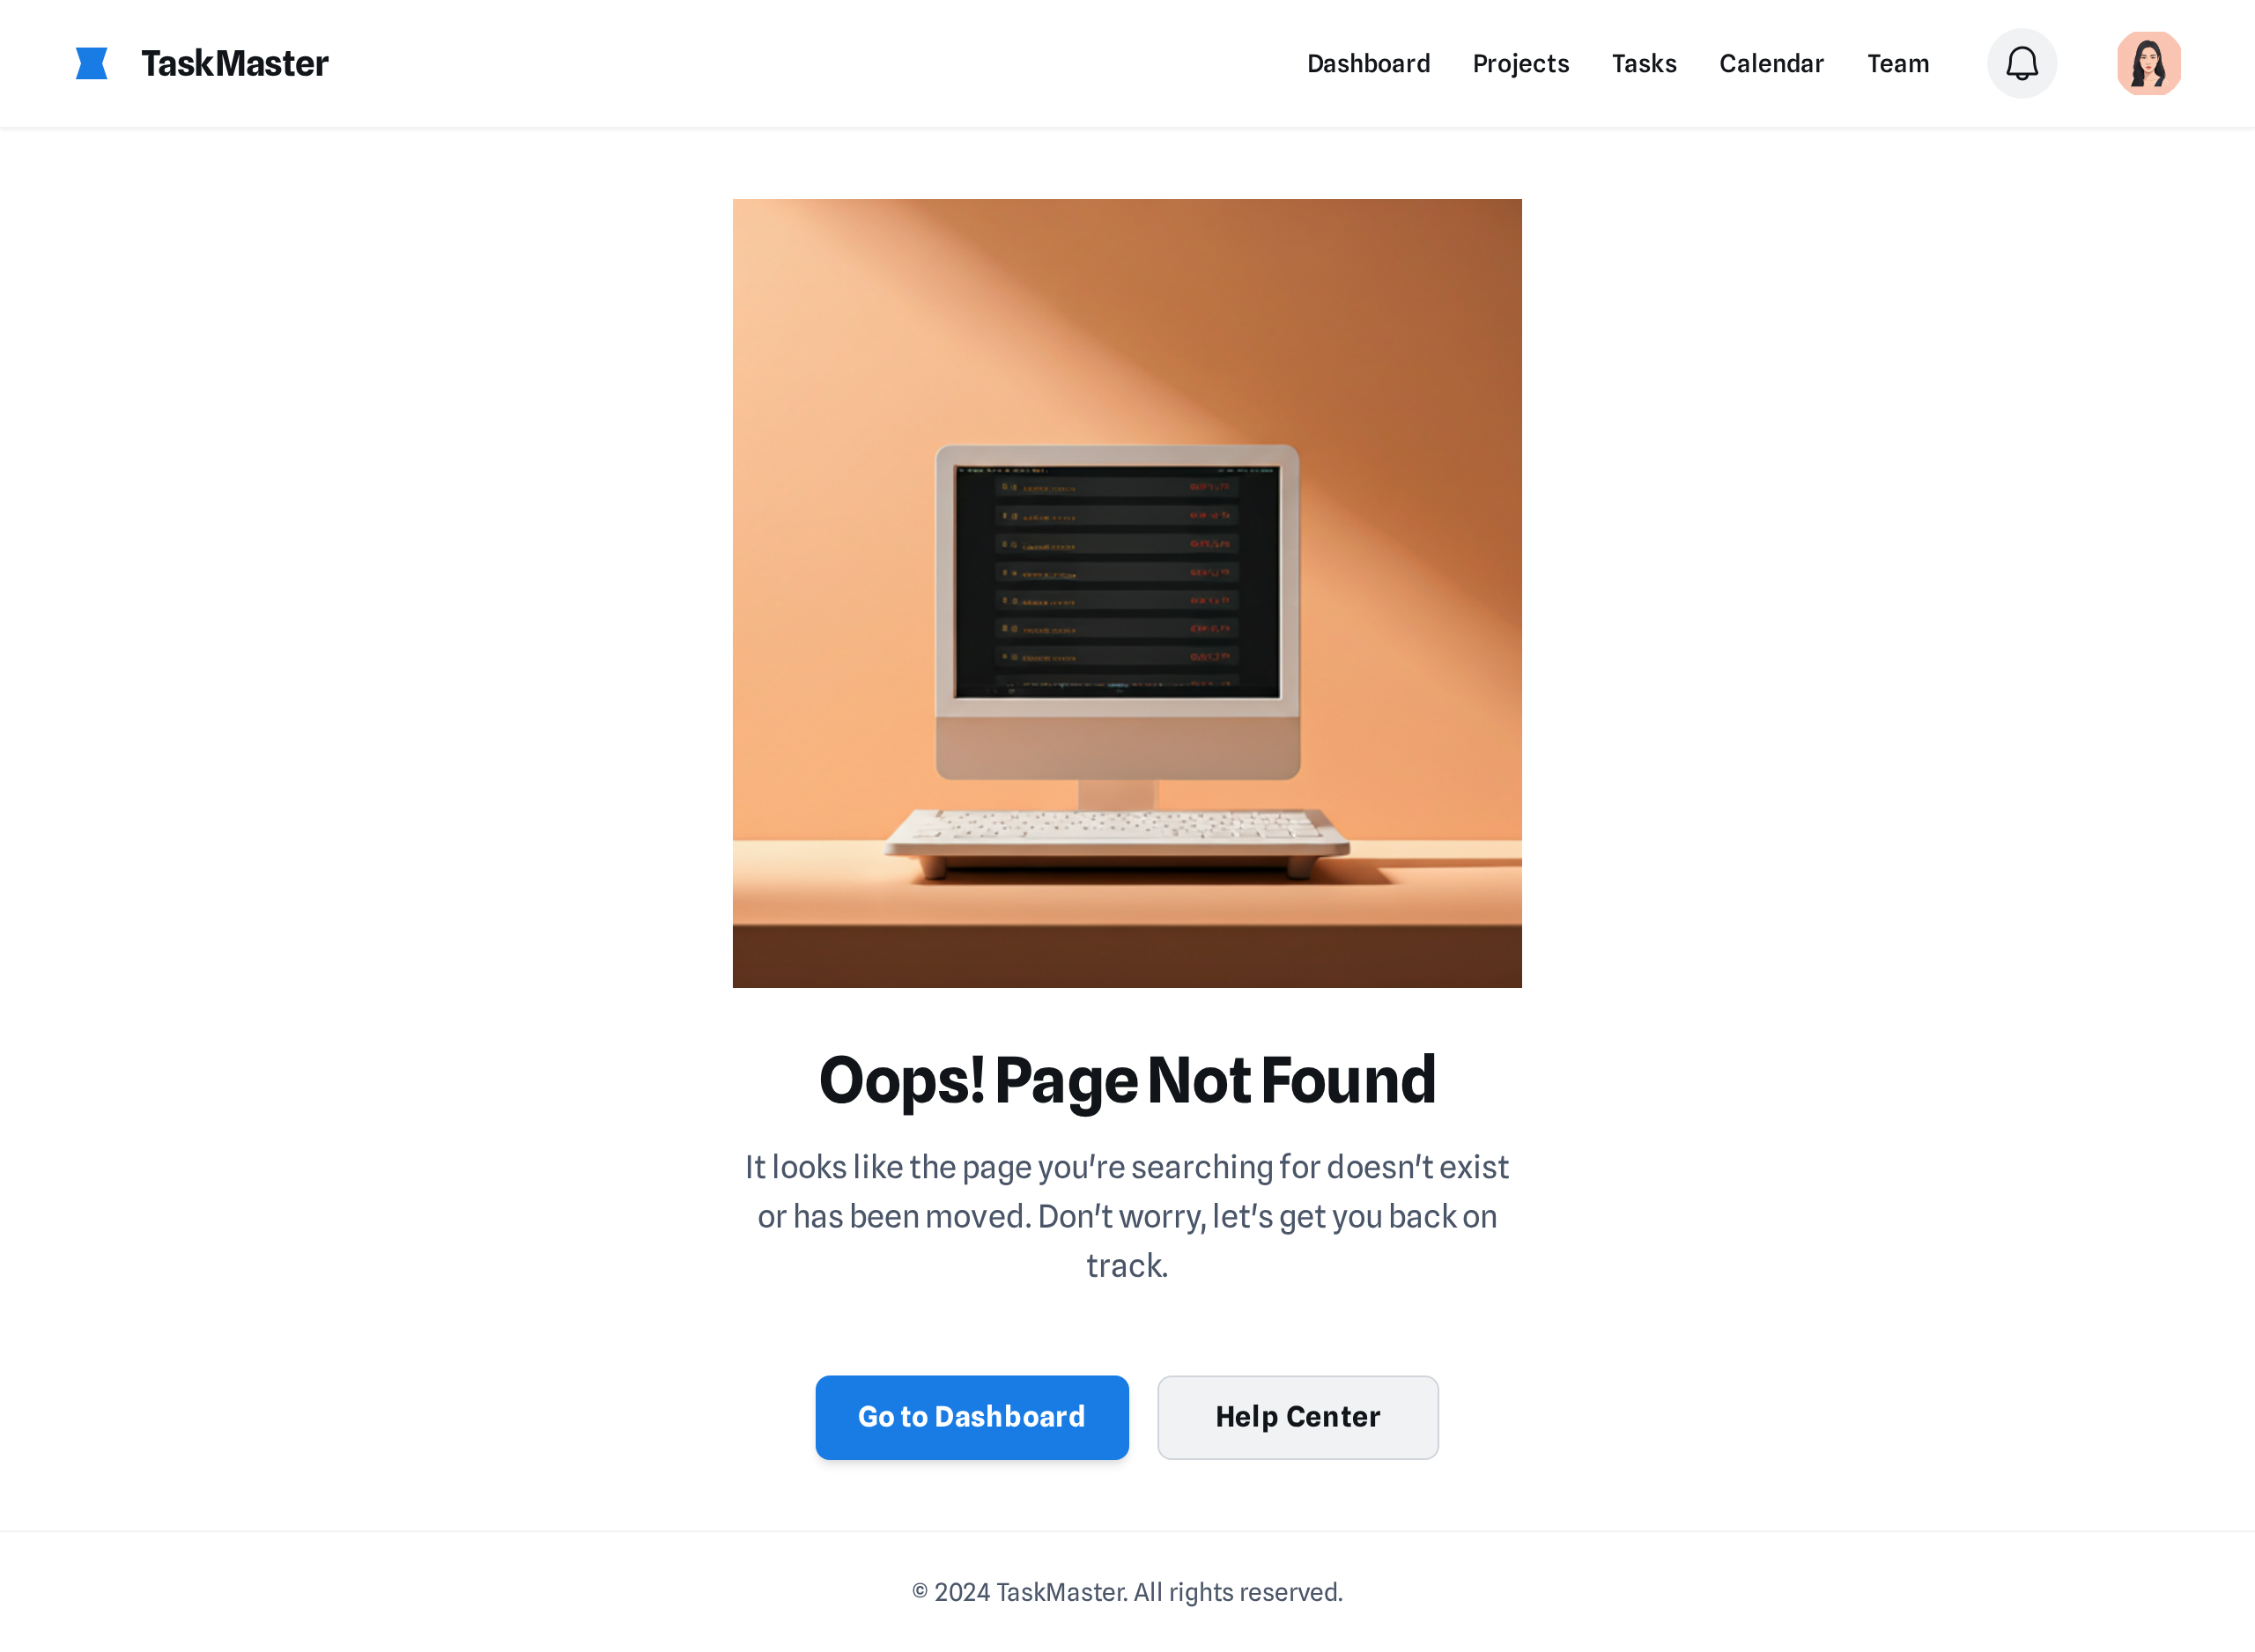 TaskMaster
Dashboard
Projects
Tasks
Calendar
Team
Oops! Page Not Found
It looks like the page you're searching for doesn't exist
or has been moved. Don't worry, let's get you back on
track.
Go to Dashboard
Help Center
© 2024 TaskMaster. All rights reserved.